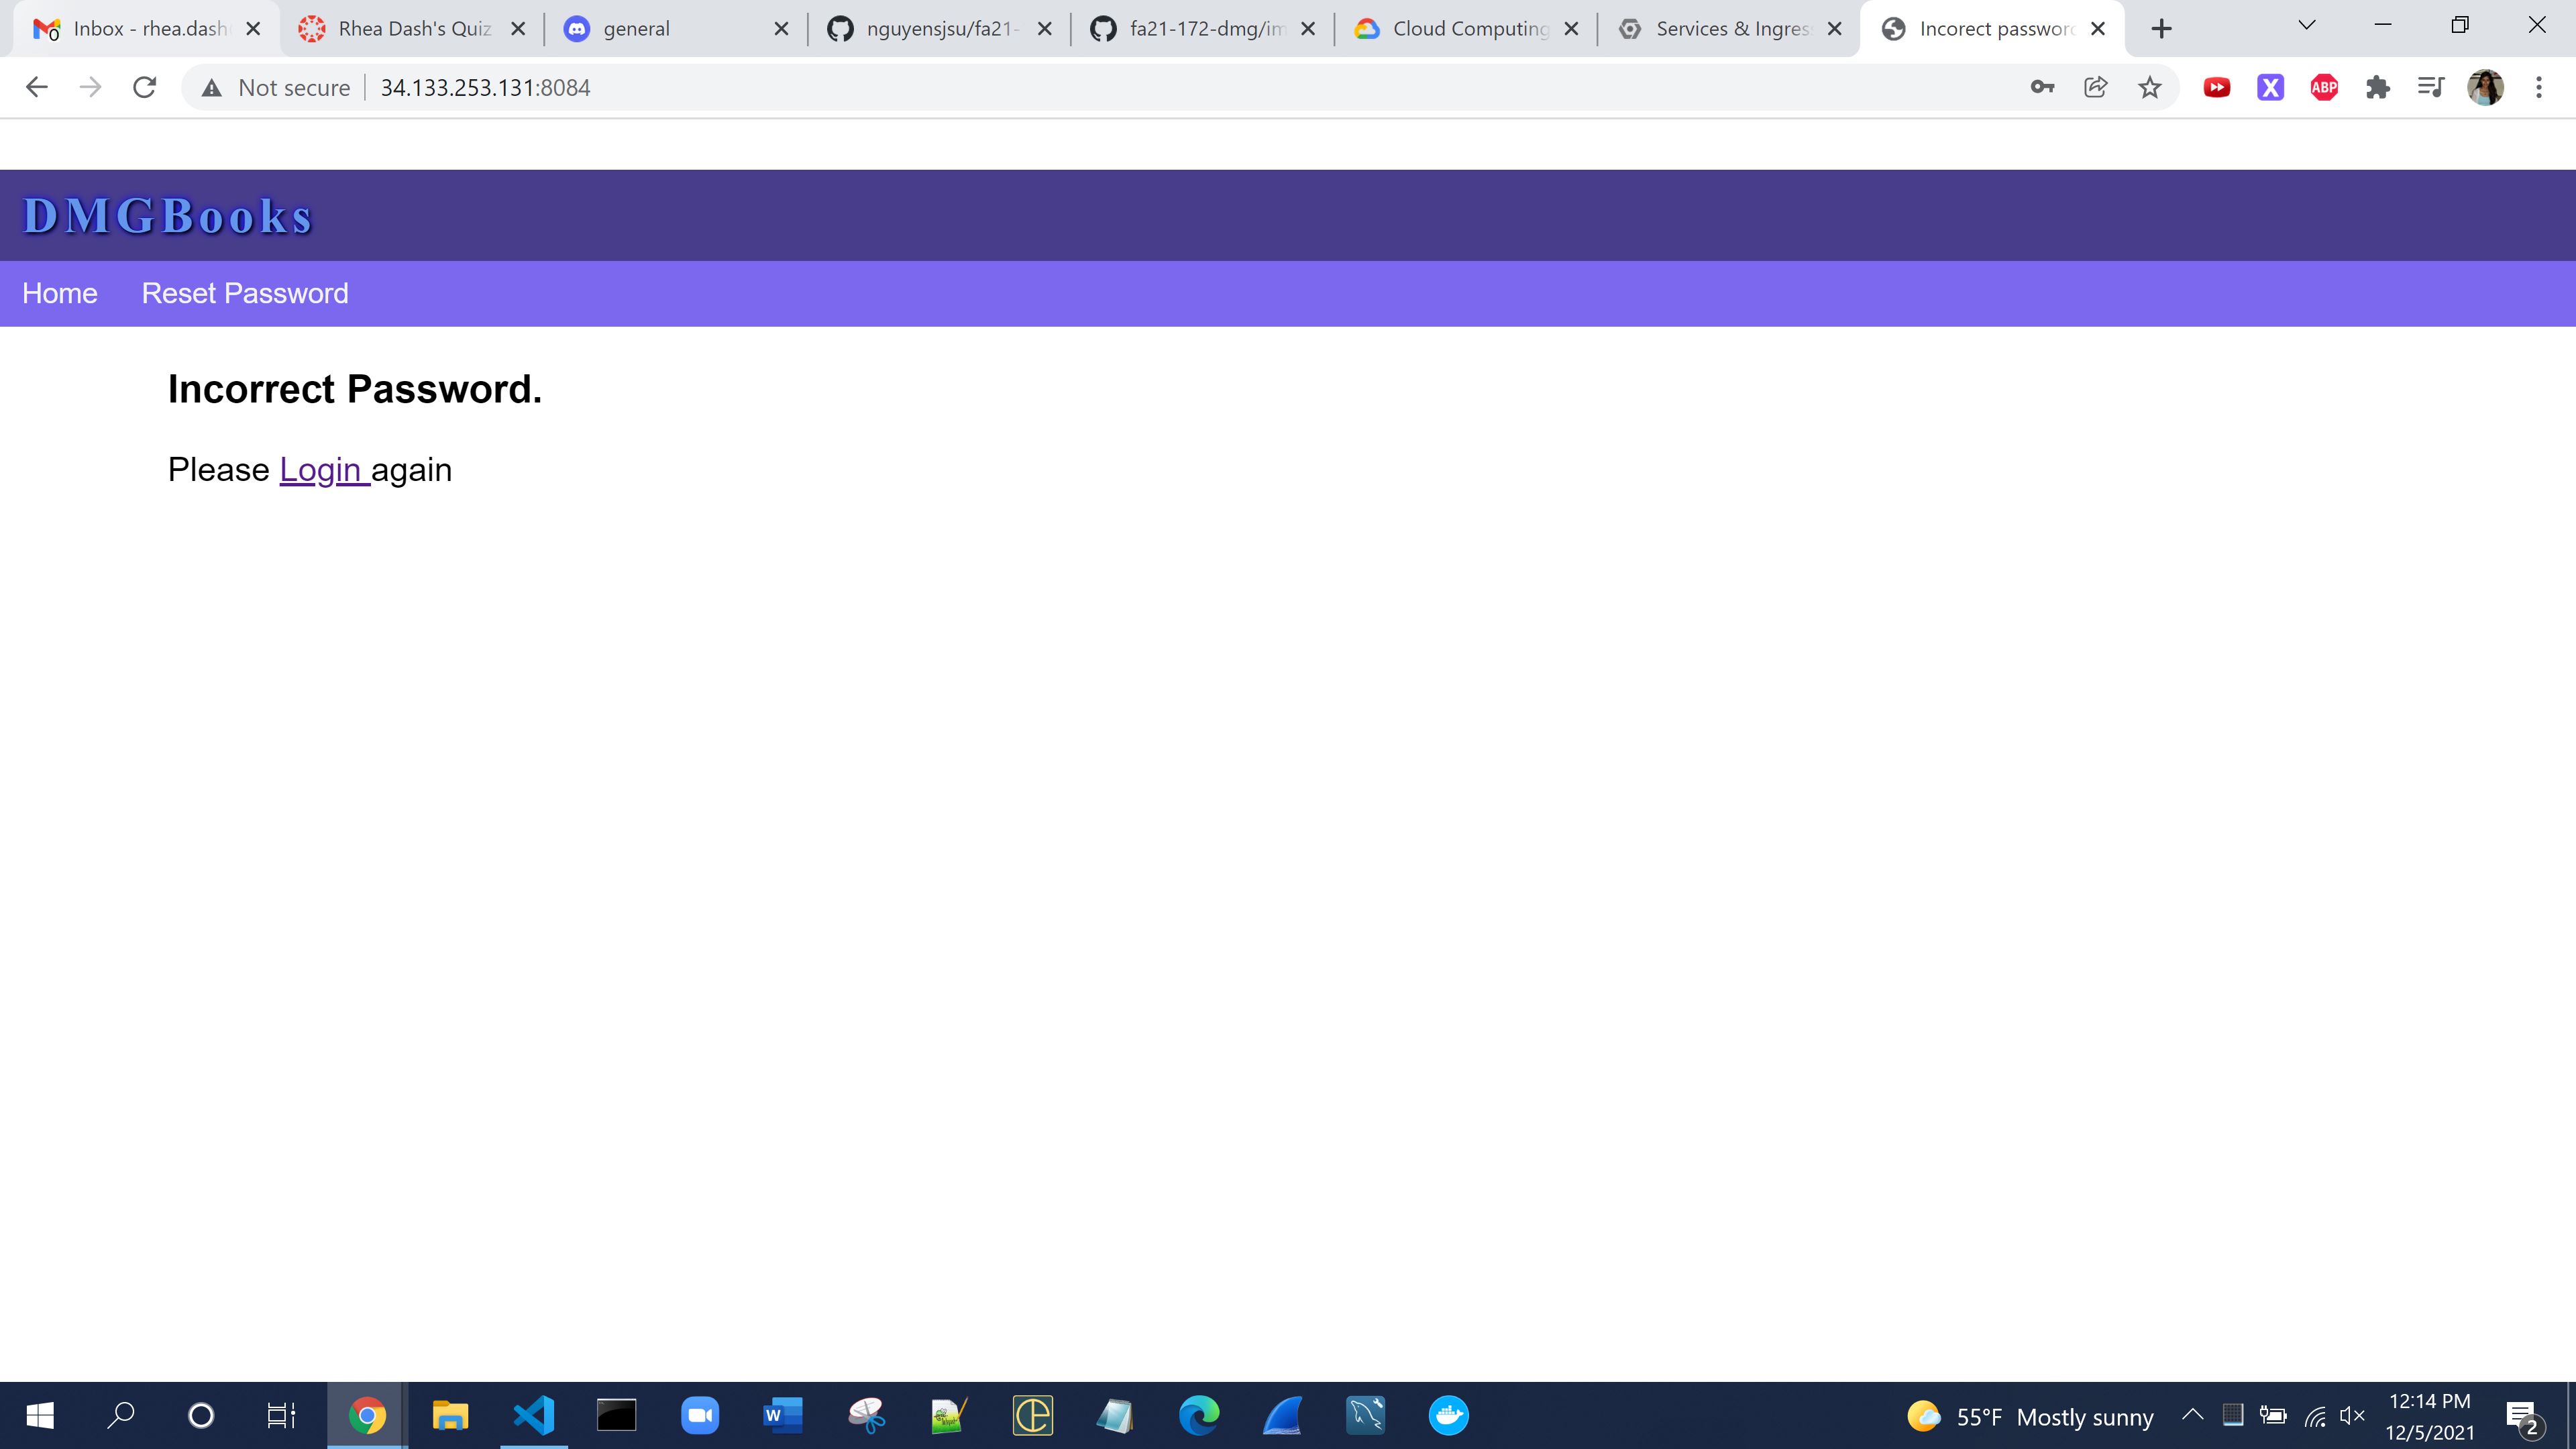 Inbox - rhea.dash
Rhea Dash's Quiz
general
nguyensjsu/fa21-
fa21-172-dmg/im
Cloud Computing
Services & Ingres
Incorect password
Not secure
34.133.253.131:8084
X
ABP
DMGBooks
Home Reset Password
Incorrect Password.
Please Login again
55°F Mostly sunny
12:14 PM
12/5/2021
2